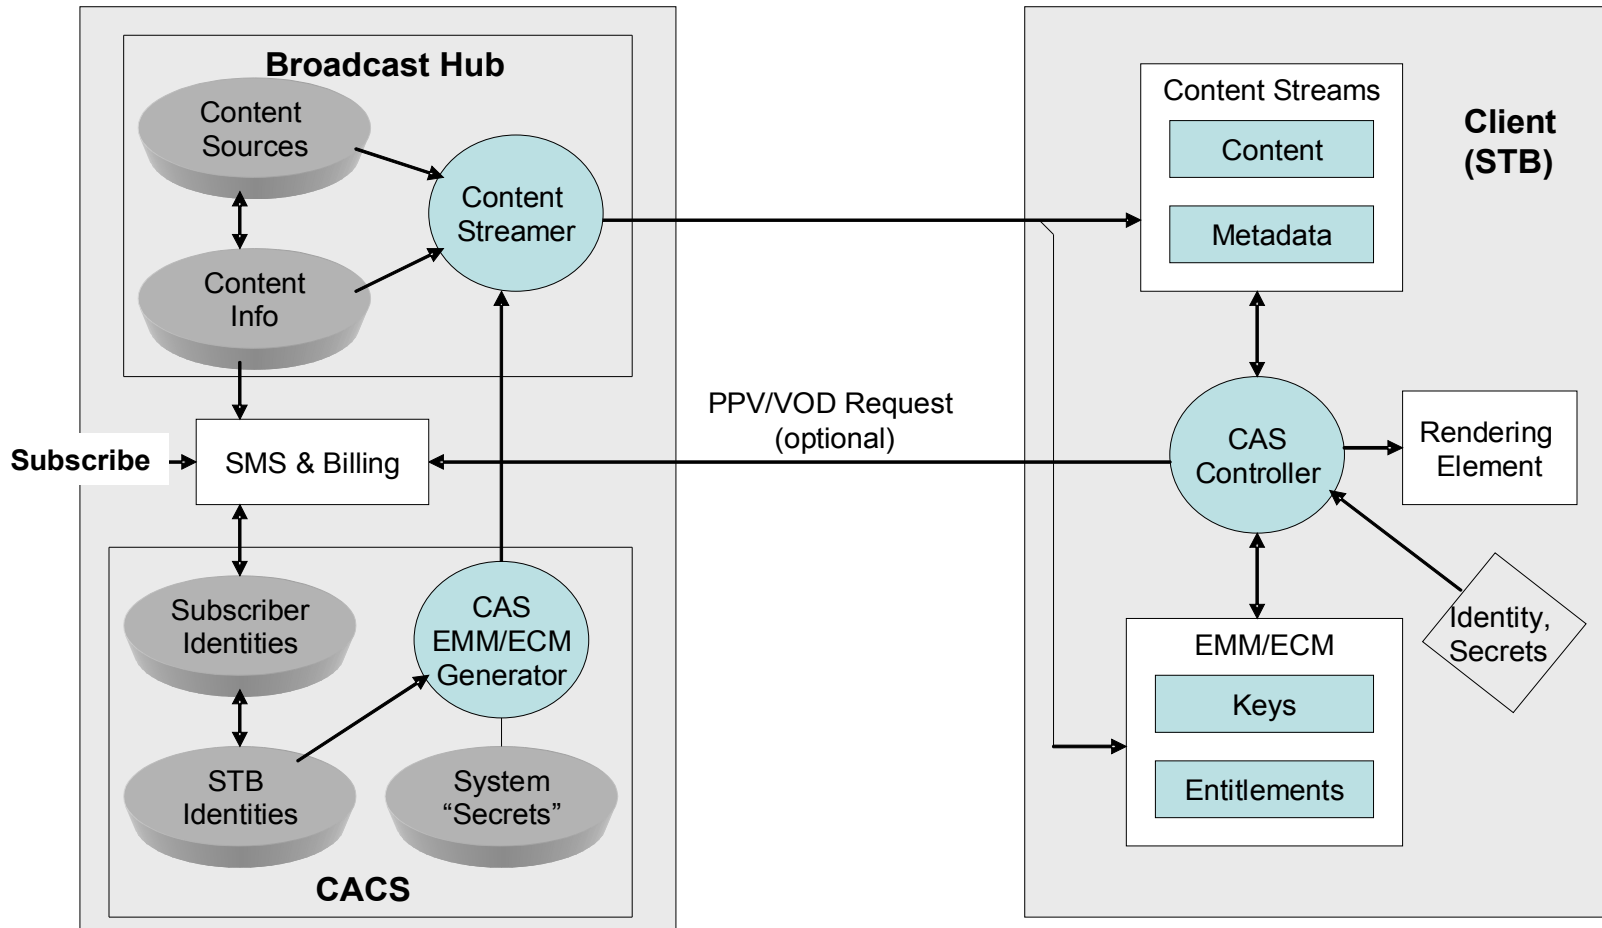 Broadcast Hub
Content
Sources
Content
Info
Content
Streamer
Subscribe
SMS & Billing
Subscriber
Identities
STB
Identities
CAS
EMM/ECM
Generator
System
“Secrets”
CACS
PPV/VOD Request
(optional)
Client
(STB)
Content Streams
Content
Metadata
CAS
Controller
Rendering
Element
Identity,
Secrets
EMM/ECM
Keys
Entitlements